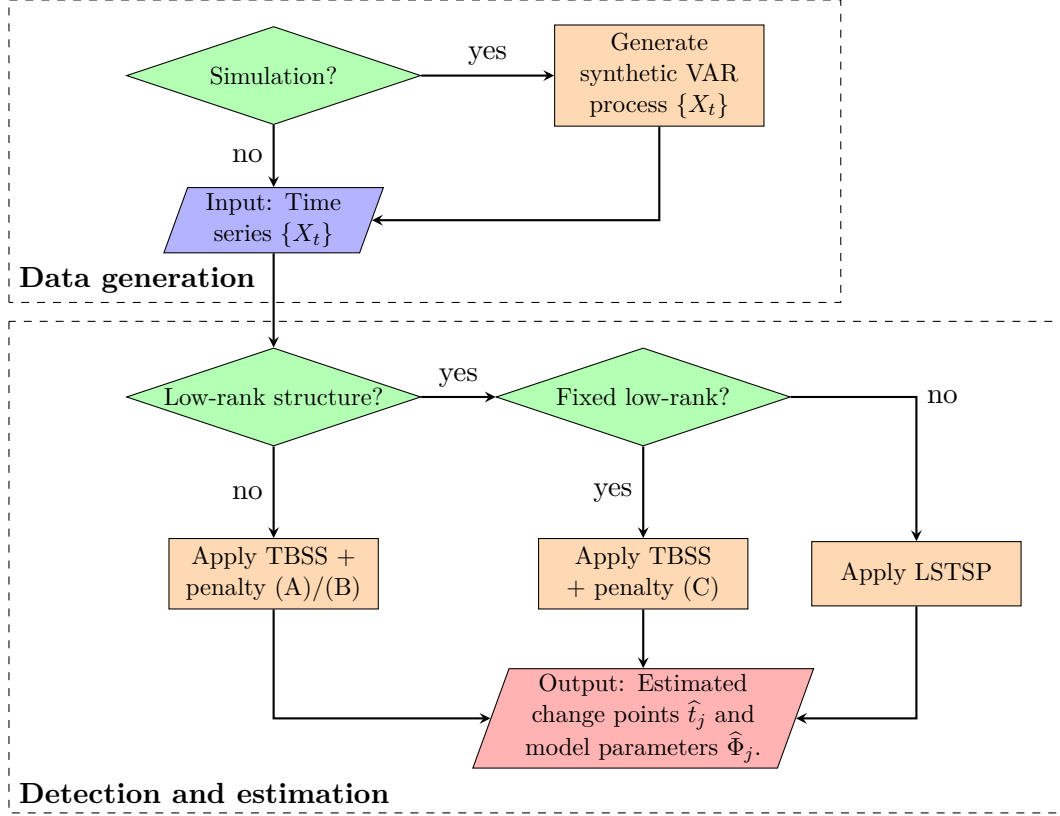 Simulation?
yes
Generate
synthetic VAR
process {X_t}
no
Input: Time
series {X_t}
Data generation
Low-rank structure?
yes
Fixed low-rank?
no
no
yes
Apply TBSS +
penalty (A)/(B)
Apply TBSS
+ penalty (C)
Apply LSTSP
Output: Estimated
change points t̂_j and
model parameters Φ̂_j.
Detection and estimation